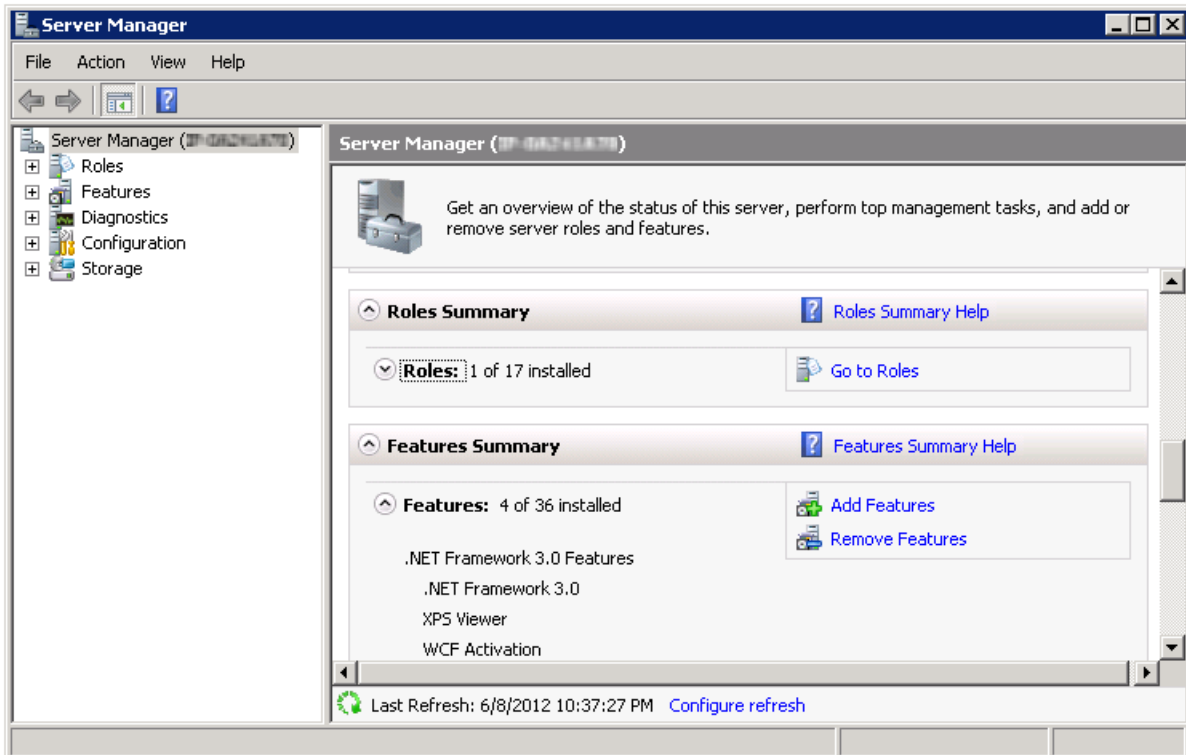 Server Manager
File Action View Help
Server Manager ( )
Roles
Features
Diagnostics
Configuration
Storage
Server Manager ( )
Get an overview of the status of this server, perform top management tasks, and add or
remove server roles and features.
Roles Summary
Roles Summary Help
Roles: 1 of 17 installed
Go to Roles
Features Summary
Features Summary Help
Features: 4 of 36 installed
Add Features
Remove Features
.NET Framework 3.0 Features
.NET Framework 3.0
XPS Viewer
WCF Activation
Last Refresh: 6/8/2012 10:37:27 PM Configure refresh